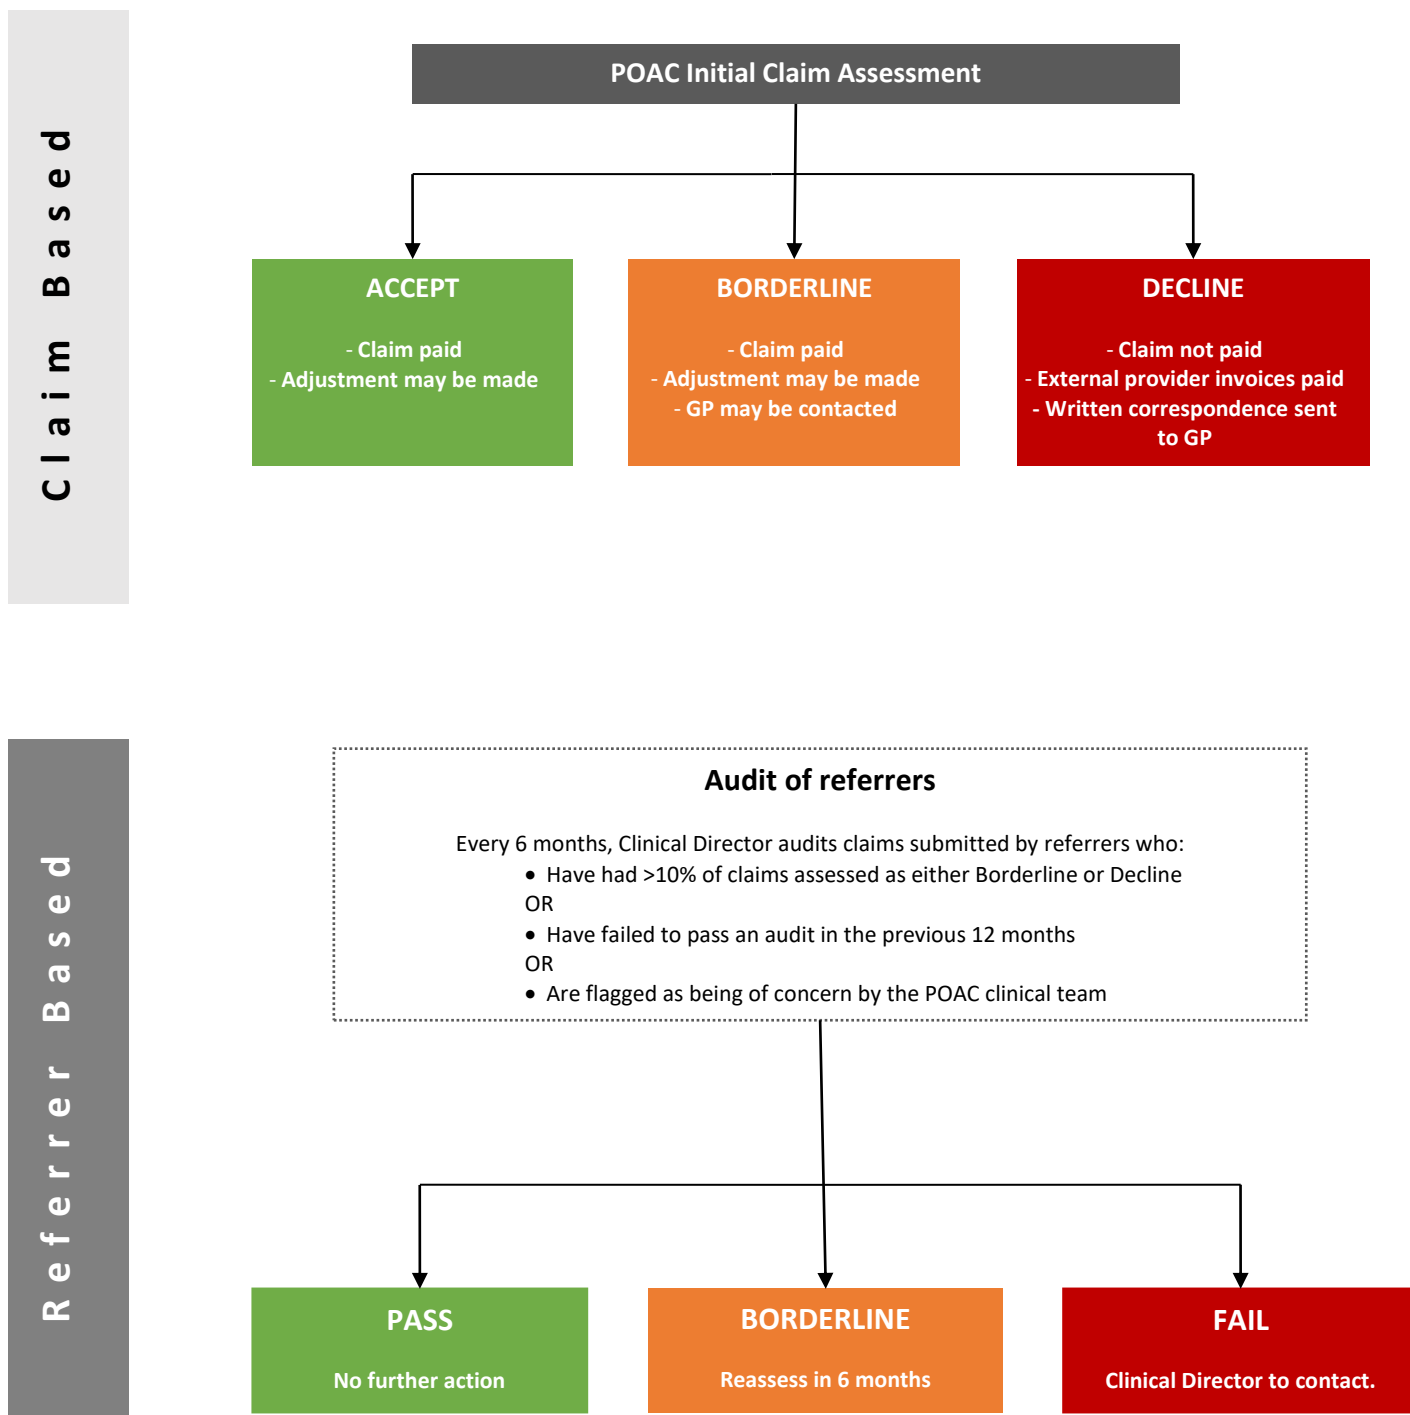 Claim Based
POAC Initial Claim Assessment
ACCEPT
- Claim paid
- Adjustment may be made
BORDERLINE
- Claim paid
- Adjustment may be made
- GP may be contacted
DECLINE
- Claim not paid
- External provider invoices paid
- Written correspondence sent
to GP
Referrer Based
Audit of referrers
Every 6 months, Clinical Director audits claims submitted by referrers who:
• Have had >10% of claims assessed as either Borderline or Decline
OR
• Have failed to pass an audit in the previous 12 months
OR
• Are flagged as being of concern by the POAC clinical team
PASS
No further action
BORDERLINE
Reassess in 6 months
FAIL
Clinical Director to contact.